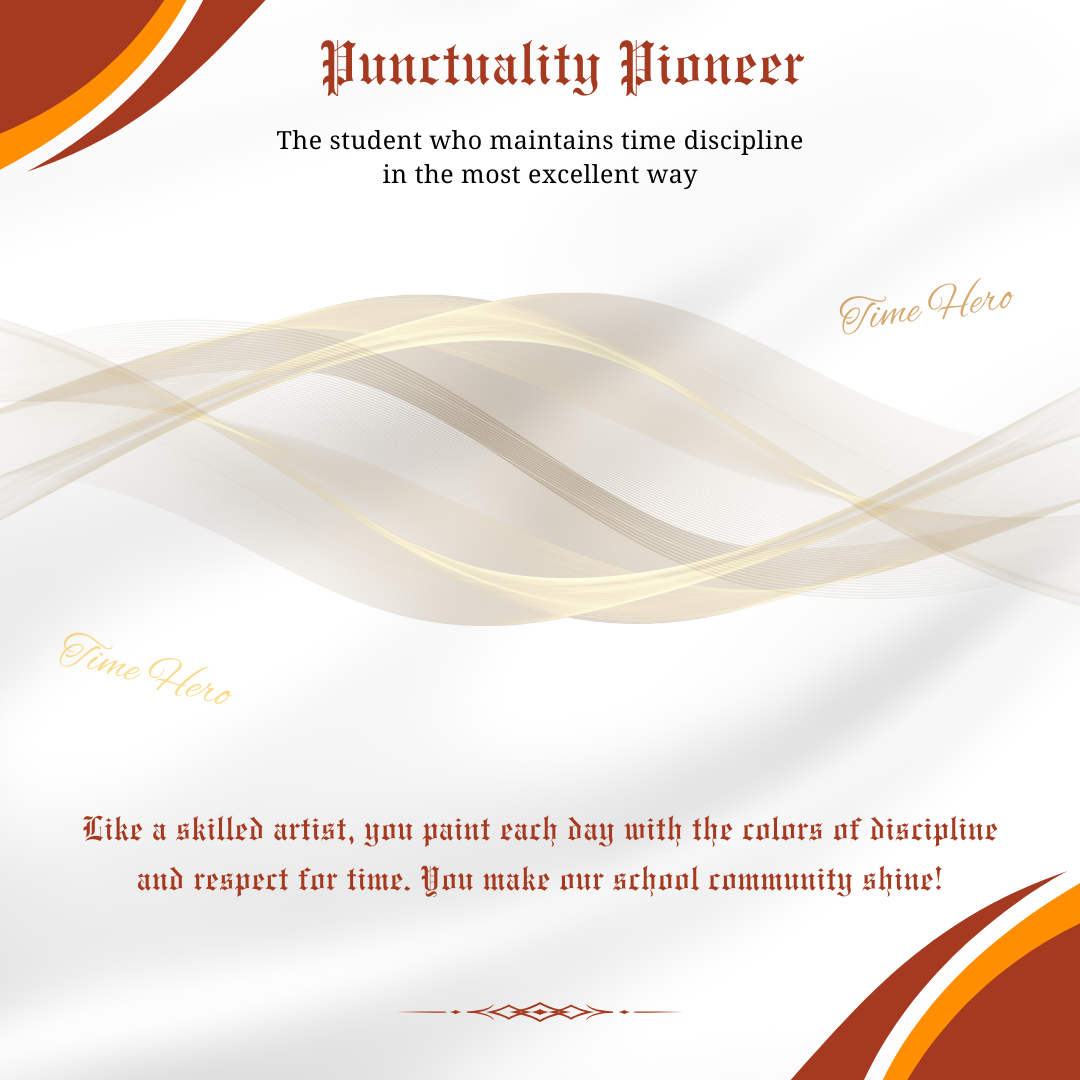 Punctuality Pioneer
The student who maintains time discipline
in the most excellent way
Time Hero
Time Hero
Like a skilled artist, you paint each day with the colors of discipline
and respect for time. You make our school community shine!